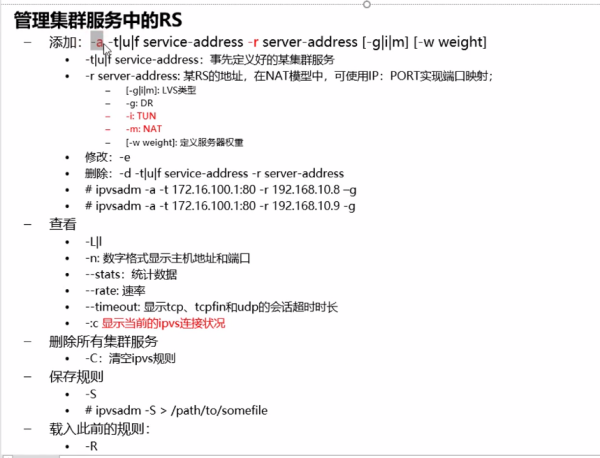 管理集群服务中的RS
– 添加：-a -t|u|f service-address -r server-address [-g|i|m] [-w weight]
• -t|u|f service-address：事先定义好的某集群服务
• -r server-address: 某RS的地址，在NAT模型中，可使用IP：PORT实现端口映射；
– [-g|i|m]: LVS类型
– -g: DR
– -i: TUN
– -m: NAT
– [-w weight]: 定义服务器权重
• 修改：-e
• 删除：-d -t|u|f service-address -r server-address
• # ipvsadm -a -t 172.16.100.1:80 -r 192.168.10.8 –g
• # ipvsadm -a -t 172.16.100.1:80 -r 192.168.10.9 -g
– 查看
• -L|l
• -n: 数字格式显示主机地址和端口
• --stats：统计数据
• --rate: 速率
• --timeout: 显示tcp、tcpfin和udp的会话超时时长
• -:c 显示当前的ipvs连接状况
– 删除所有集群服务
• -C：清空ipvs规则
– 保存规则
• -S
• # ipvsadm -S > /path/to/somefile
– 载入此前的规则：
• -R